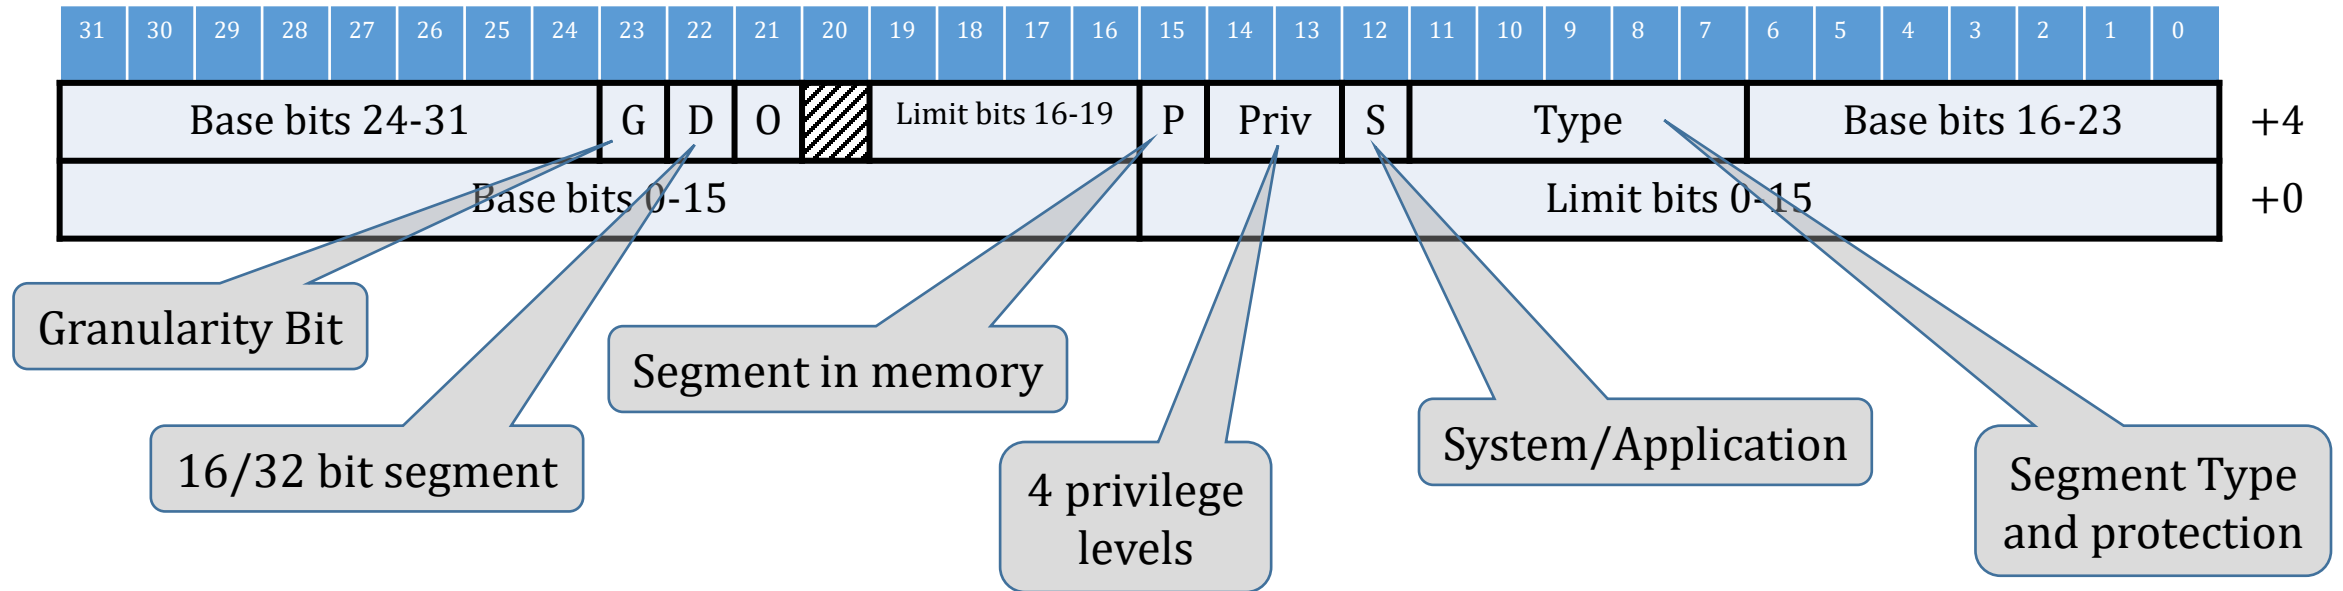 31 30 29 28 27 26 25 24 23 22 21 20 19 18 17 16 15 14 13 12 11 10 9 8 7 6 5 4 3 2 1 0
Base bits 24-31 G D O Limit bits 16-19 P Priv S Type Base bits 16-23 +4
Base bits 0-15 Limit bits 0-15 +0
Granularity Bit
Segment in memory
16/32 bit segment
System/Application
4 privilege
levels
Segment Type
and protection